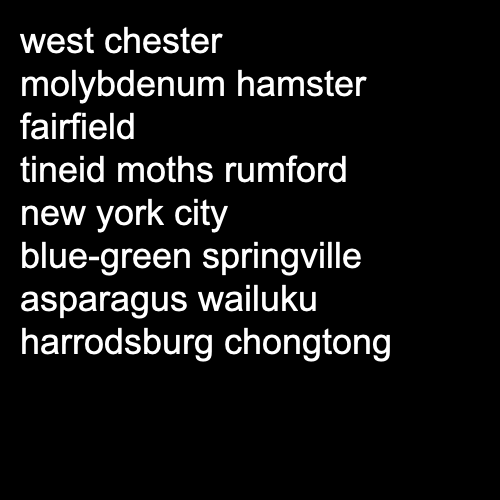 west chester
molybdenum hamster
fairfield
tineid moths rumford
new york city
blue-green springville
asparagus wailuku
harrodsburg chongtong